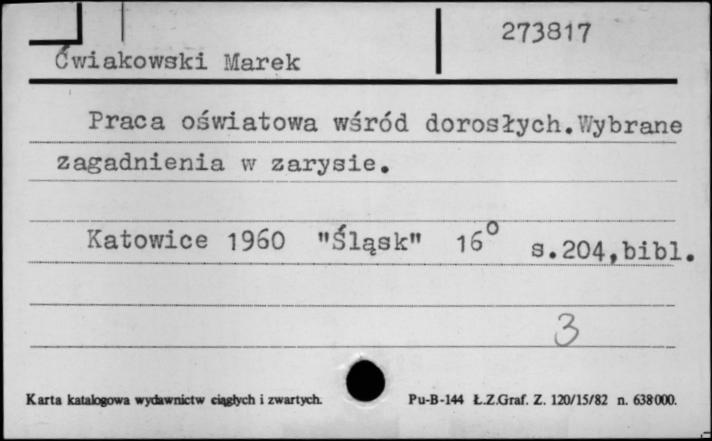 273817
Ćwiakowski Marek
Praca oświatowa wśród dorosłych.Wybrane
zagadnienia w zarysie.
Katowice 1960 "Śląsk" 16° s.204,bibl.
3
Karta katalogowa wydawnictw ciągłych i zwartych. Pu-B-144 Ł.Z.Graf. Z. 120/15/82 n. 638000.